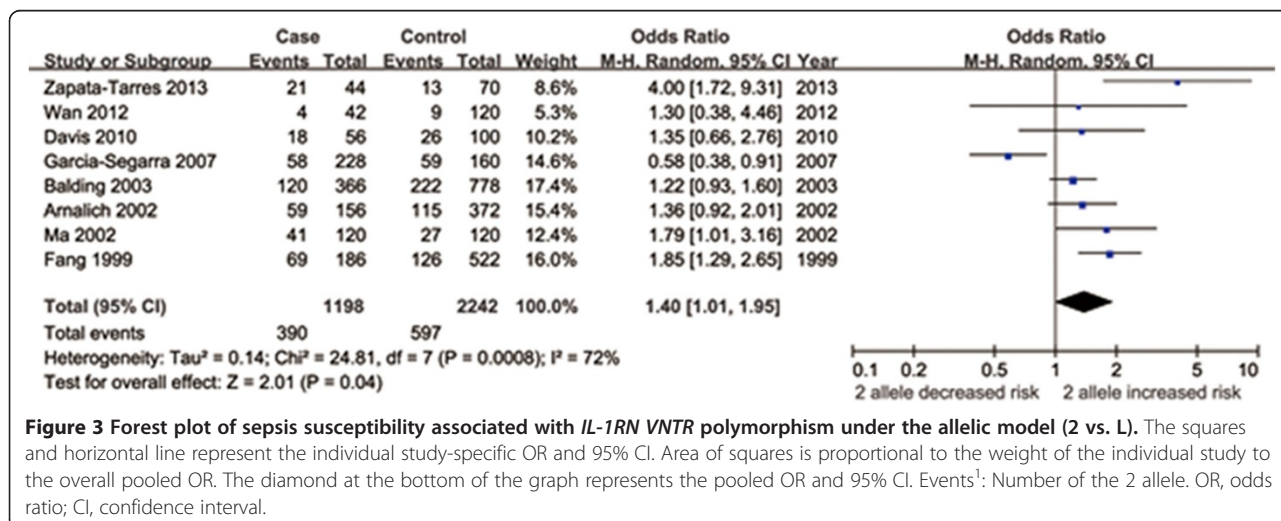 Case Control Odds Ratio Odds Ratio
Study or Subgroup Events Total Events Total Weight M-H. Random. 95% CI Year M-H. Random. 95% CI
Zapata-Tarres 2013 21 44 13 70 8.6% 4.00 [1.72, 9.31] 2013
Wan 2012 4 42 9 120 5.3% 1.30 [0.38, 4.46] 2012
Davis 2010 18 56 26 100 10.2% 1.35 [0.66, 2.76] 2010
Garcia-Segarra 2007 58 228 59 160 14.6% 0.58 [0.38, 0.91] 2007
Balding 2003 120 366 222 778 17.4% 1.22 [0.93, 1.60] 2003
Arnalich 2002 59 156 115 372 15.4% 1.36 [0.92, 2.01] 2002
Ma 2002 41 120 27 120 12.4% 1.79 [1.01, 3.16] 2002
Fang 1999 69 186 126 522 16.0% 1.85 [1.29, 2.65] 1999
Total (95% CI) 1198 2242 100.0% 1.40 [1.01, 1.95]
Total events 390 597
Heterogeneity: Tau² = 0.14; Chi² = 24.81, df = 7 (P = 0.0008); I² = 72%
Test for overall effect: Z = 2.01 (P = 0.04)
0.1 0.2 0.5 1 2 5 10
2 allele decreased risk 2 allele increased risk
Figure 3 Forest plot of sepsis susceptibility associated with IL-1RN VNTR polymorphism under the allelic model (2 vs. L). The squares
and horizontal line represent the individual study-specific OR and 95% CI. Area of squares is proportional to the weight of the individual study to
the overall pooled OR. The diamond at the bottom of the graph represents the pooled OR and 95% CI. Events¹: Number of the 2 allele. OR, odds
ratio; CI, confidence interval.